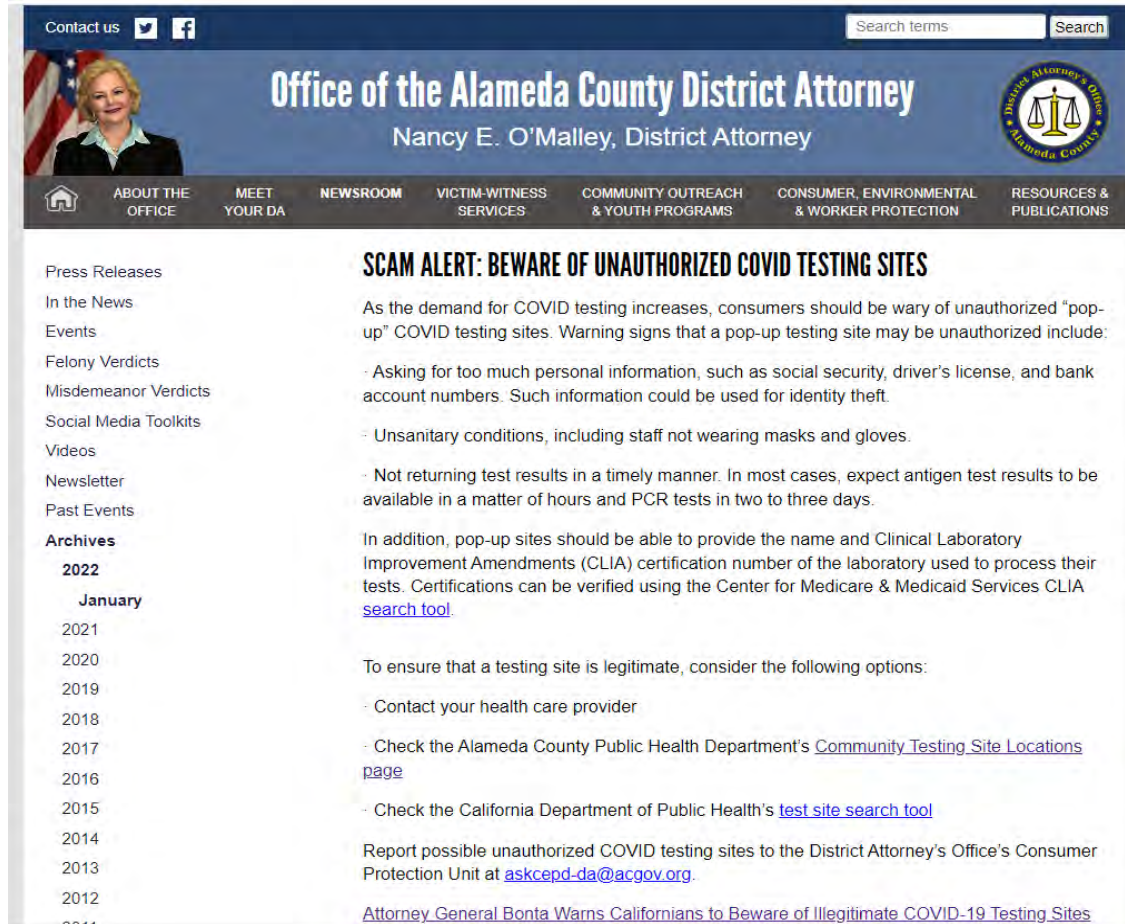 Contact us
Search terms
Search
Office of the Alameda County District Attorney
Nancy E. O'Malley, District Attorney
District Attorney's Office
Alameda County
ABOUT THE OFFICE
MEET YOUR DA
NEWSROOM
VICTIM-WITNESS SERVICES
COMMUNITY OUTREACH & YOUTH PROGRAMS
CONSUMER, ENVIRONMENTAL & WORKER PROTECTION
RESOURCES & PUBLICATIONS
Press Releases
In the News
Events
Felony Verdicts
Misdemeanor Verdicts
Social Media Toolkits
Videos
Newsletter
Past Events
Archives
2022
January
2021
2020
2019
2018
2017
2016
2015
2014
2013
2012
2011
SCAM ALERT: BEWARE OF UNAUTHORIZED COVID TESTING SITES
As the demand for COVID testing increases, consumers should be wary of unauthorized “pop-
up” COVID testing sites. Warning signs that a pop-up testing site may be unauthorized include:
· Asking for too much personal information, such as social security, driver’s license, and bank
account numbers. Such information could be used for identity theft.
· Unsanitary conditions, including staff not wearing masks and gloves.
· Not returning test results in a timely manner. In most cases, expect antigen test results to be
available in a matter of hours and PCR tests in two to three days.
In addition, pop-up sites should be able to provide the name and Clinical Laboratory
Improvement Amendments (CLIA) certification number of the laboratory used to process their
tests. Certifications can be verified using the Center for Medicare & Medicaid Services CLIA
search tool.
To ensure that a testing site is legitimate, consider the following options:
· Contact your health care provider
· Check the Alameda County Public Health Department’s Community Testing Site Locations
page
· Check the California Department of Public Health’s test site search tool
Report possible unauthorized COVID testing sites to the District Attorney’s Office’s Consumer
Protection Unit at askcepd-da@acgov.org.
Attorney General Bonta Warns Californians to Beware of Illegitimate COVID-19 Testing Sites